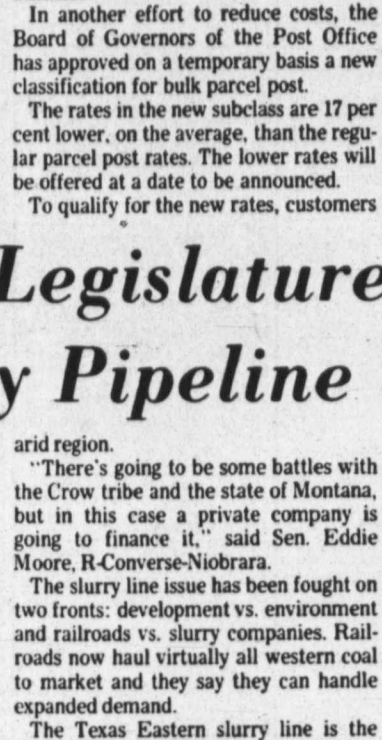 In another effort to reduce costs, the
Board of Governors of the Post Office
has approved on a temporary basis a new
classification for bulk parcel post.
The rates in the new subclass are 17 per
cent lower, on the average, than the regu-
lar parcel post rates. The lower rates will
be offered at a date to be announced.
To qualify for the new rates, customers
Legislature
y Pipeline
arid region.
"There's going to be some battles with
the Crow tribe and the state of Montana,
but in this case a private company is
going to finance it," said Sen. Eddie
Moore, R-Converse-Niobrara.
The slurry line issue has been fought on
two fronts: development vs. environment
and railroads vs. slurry companies. Rail-
roads now haul virtually all western coal
to market and they say they can handle
expanded demand.
The Texas Eastern slurry line is the